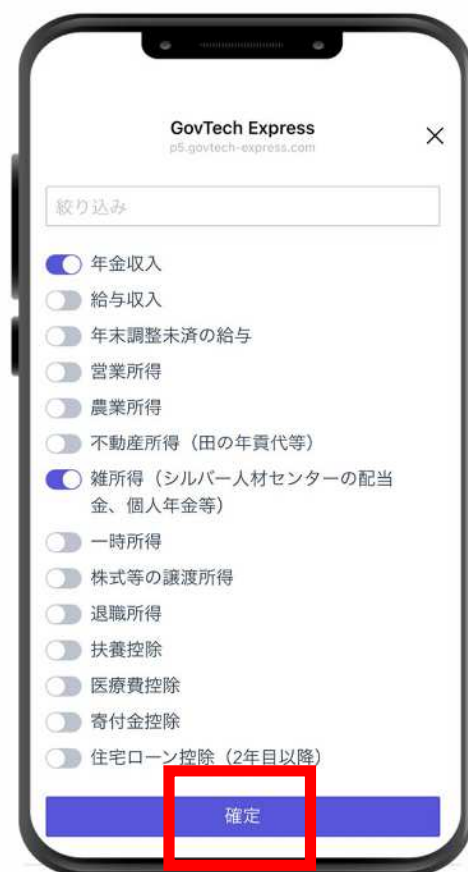 GovTech Express
p5.govtech-express.com
絞り込み
年金収入
給与収入
年末調整未済の給与
営業所得
農業所得
不動産所得（田の年貢代等）
雑所得（シルバー人材センターの配当
金、個人年金等）
一時所得
株式等の譲渡所得
退職所得
扶養控除
医療費控除
寄付金控除
住宅ローン控除（2年目以降）
確定